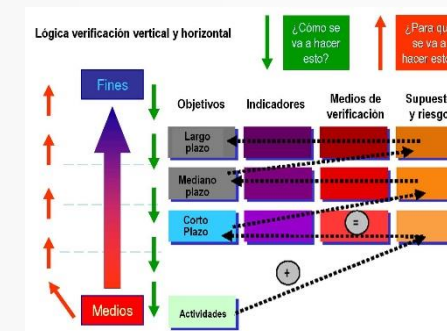 Lógica verificación vertical y horizontal
¿Cómo se
va a hacer
esto?
¿Para qu
se va a
hacer esto
Fines
Objetivos
Indicadores
Medios de
verificación
Supuest
y riesgo
Largo
plazo
Mediano
plazo
Corto
Plazo
=
+
Medios
Actividades